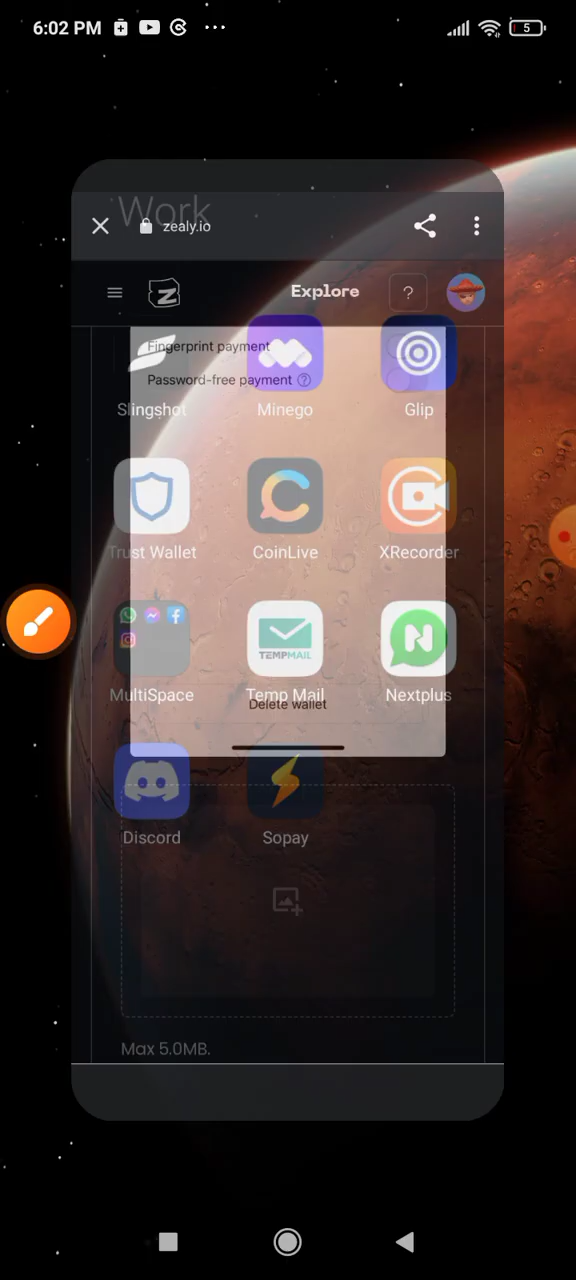 6:02 PM
5
Work
zealy.io
Explore
?
Fingerprint payment
Password-free payment ?
Slingshot Minego Glip
Trust Wallet CoinLive XRecorder
TEMPMAIL
MultiSpace Temp Mail Nextplus
Delete wallet
Discord Sopay
Max 5.0MB.